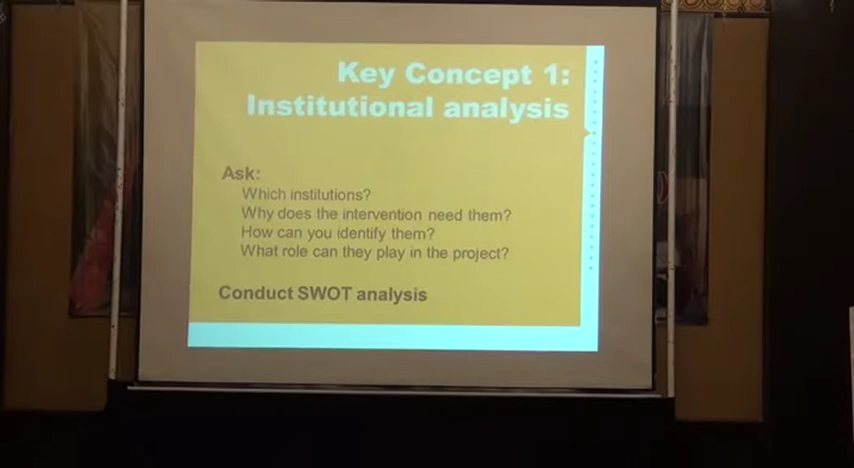 Key Concept 1:
Institutional analysis
Ask:
Which institutions?
Why does the intervention need them?
How can you identify them?
What role can they play in the project?
Conduct SWOT analysis